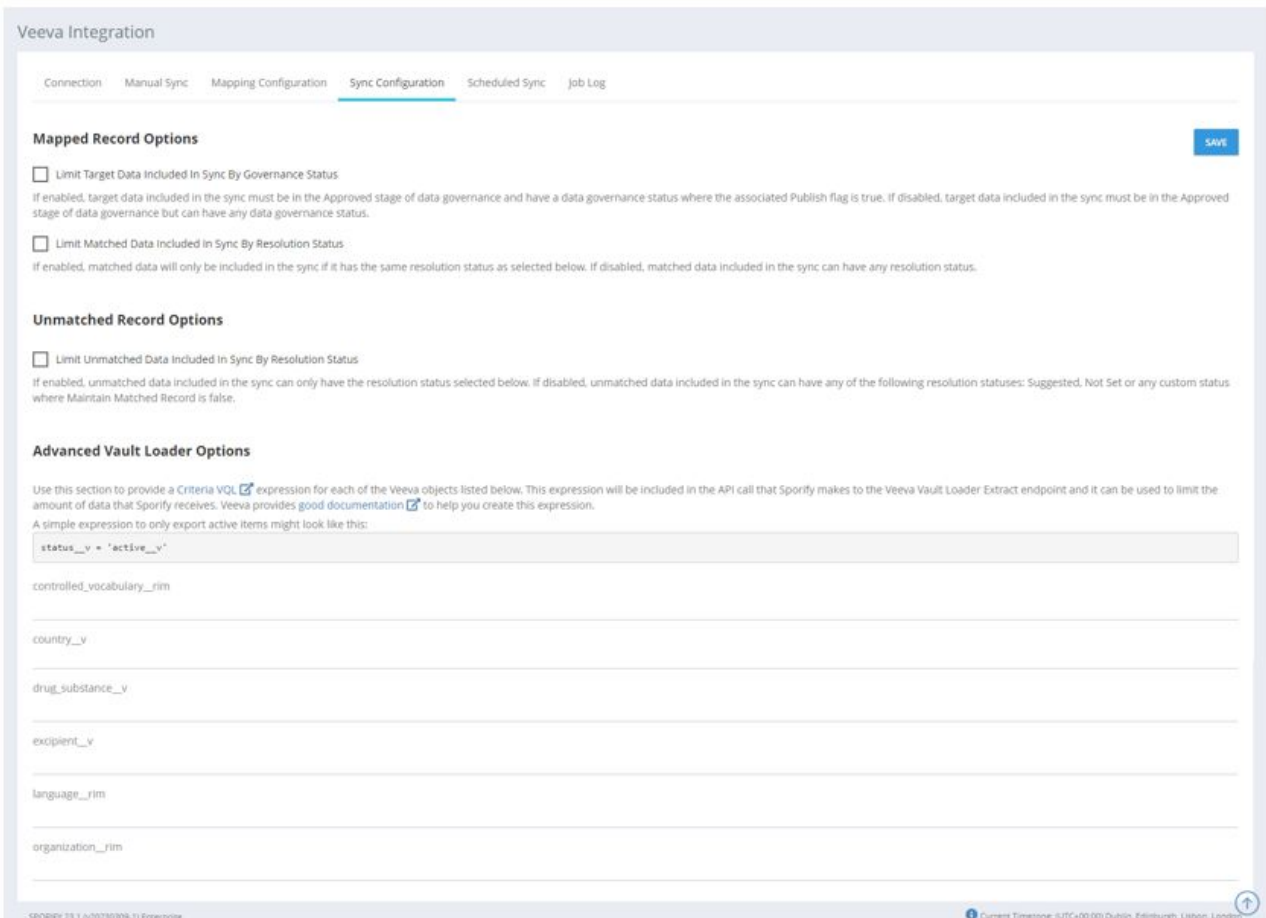 Veeva Integration
Connection Manual Sync Mapping Configuration Sync Configuration Scheduled Sync Job Log
Mapped Record Options
SAVE
Limit Target Data Included In Sync By Governance Status
If enabled, target data included in the sync must be in the Approved stage of data governance and have a data governance status where the associated Publish flag is true. If disabled, target data included in the sync must be in the Approved
stage of data governance but can have any data governance status.
Limit Matched Data Included In Sync By Resolution Status
If enabled, matched data will only be included in the sync if it has the same resolution status as selected below. If disabled, matched data included in the sync can have any resolution status.
Unmatched Record Options
Limit Unmatched Data Included In Sync By Resolution Status
If enabled, unmatched data included in the sync can only have the resolution status selected below. If disabled, unmatched data included in the sync can have any of the following resolution statuses: Suggested, Not Set or any custom status
where Maintain Matched Record is false.
Advanced Vault Loader Options
Use this section to provide a Criteria VQL expression for each of the Veeva objects listed below. This expression will be included in the API call that Sporify makes to the Veeva Vault Loader Extract endpoint and it can be used to limit the
amount of data that Sporify receives. Veeva provides good documentation to help you create this expression.
A simple expression to only export active items might look like this:
status__v = 'active__v'
controlled_vocabulary__rim
country__v
drug_substance__v
excipient__v
language__rim
organization__rim
SPORIFY 23.1 Enterprise
Current Timezone: (UTC+00:00) Dublin, Edinburgh, Lisbon, London